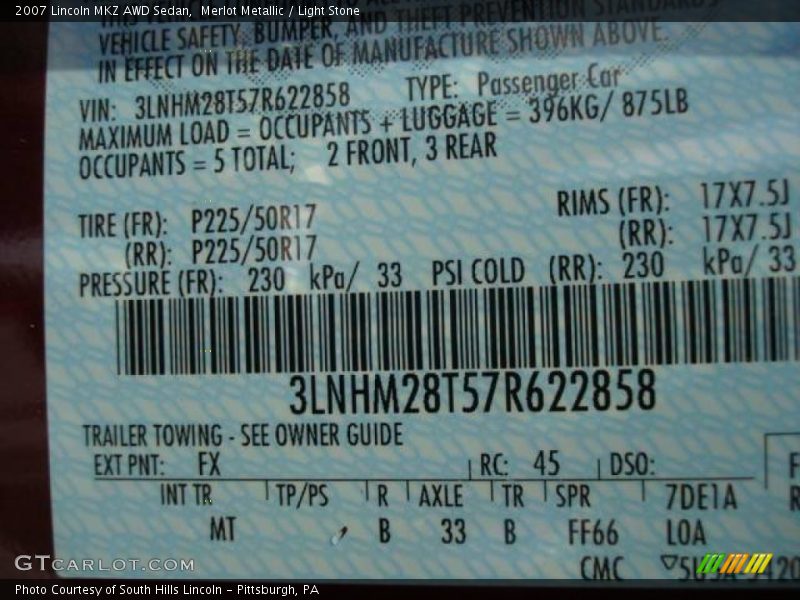 2007 Lincoln MKZ AWD Sedan, Merlot Metallic / Light Stone
AND THEFT PREVENTION STANDARDS
VEHICLE SAFETY, BUMPER, AND THEFT PREVENTION STANDARD
IN EFFECT ON THE DATE OF MANUFACTURE SHOWN ABOVE.
VIN: 3LNHM28T57R622858 TYPE: Passenger Car
MAXIMUM LOAD = OCCUPANTS + LUGGAGE = 396KG/ 875LB
OCCUPANTS = 5 TOTAL; 2 FRONT, 3 REAR
TIRE (FR): P225/50R17 RIMS (FR): 17X7.5J
(RR): P225/50R17 (RR): 17X7.5J
PRESSURE (FR): 230 kPa/ 33 PSI COLD (RR): 230 kPa/ 33
3LNHM28T57R622858
TRAILER TOWING - SEE OWNER GUIDE
EXT PNT: FX RC: 45 DSO:
INT TR TP/PS R AXLE TR SPR 7DE1A
MT B 33 B FF66 LOA
CMC
GTCARLOT.COM
Photo Courtesy of South Hills Lincoln - Pittsburgh, PA